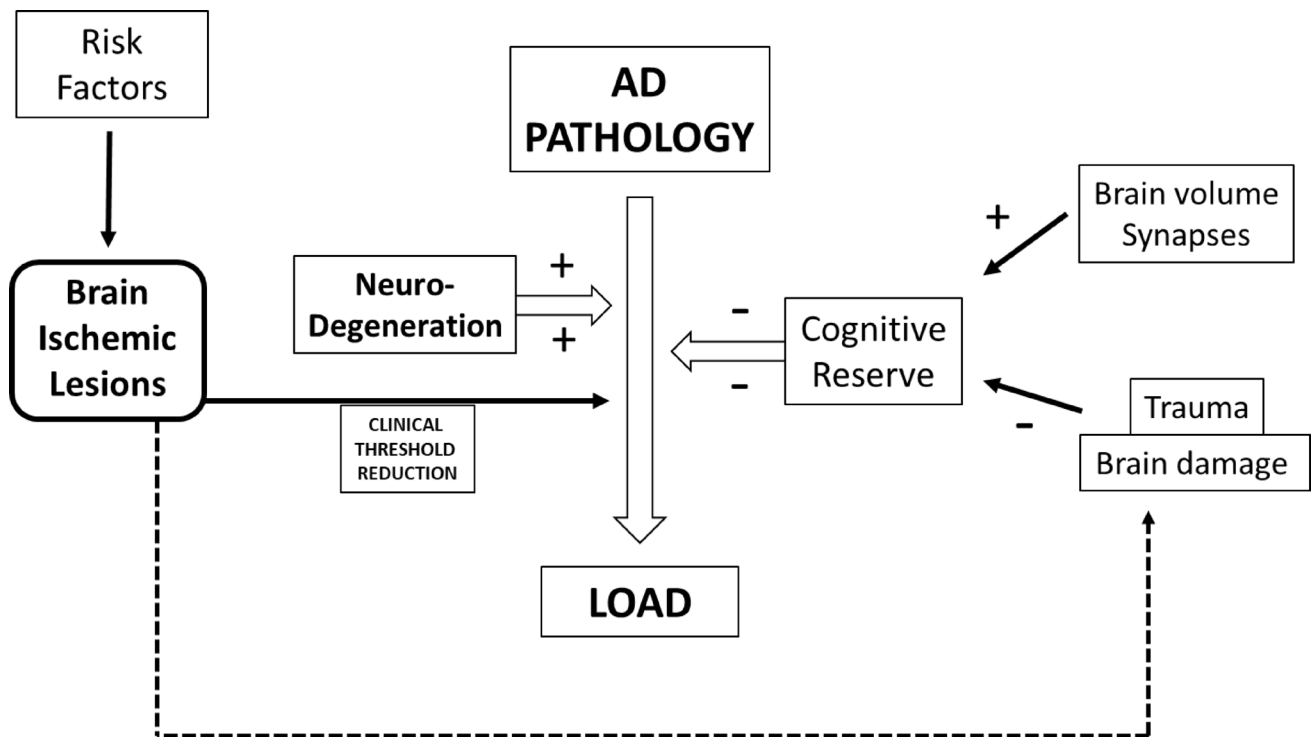 Risk
Factors
AD
PATHOLOGY
Brain volume
Synapses
+
Brain
Ischemic
Lesions
Neuro-
Degeneration
+
+
-
-
Cognitive
Reserve
CLINICAL
THRESHOLD
REDUCTION
-
Trauma
Brain damage
LOAD